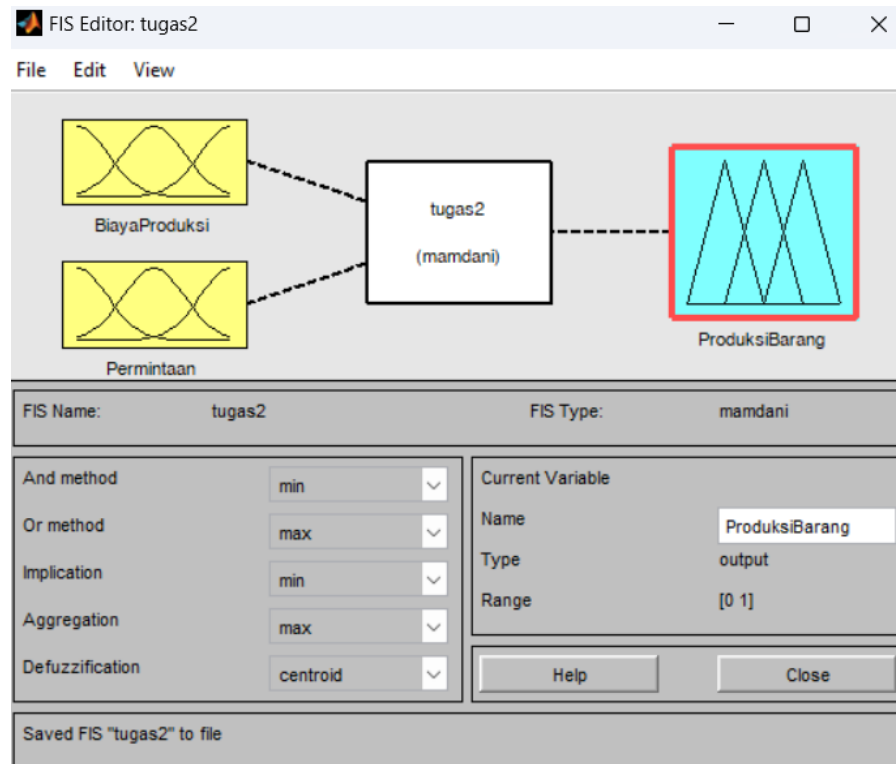 FIS Editor: tugas2
File Edit View
BiayaProduksi
Permintaan
tugas2
(mamdani)
ProduksiBarang
FIS Name: tugas2 FIS Type: mamdani
And method min
Or method max
Implication min
Aggregation max
Defuzzification centroid
Current Variable
Name ProduksiBarang
Type output
Range [0 1]
Help Close
Saved FIS "tugas2" to file